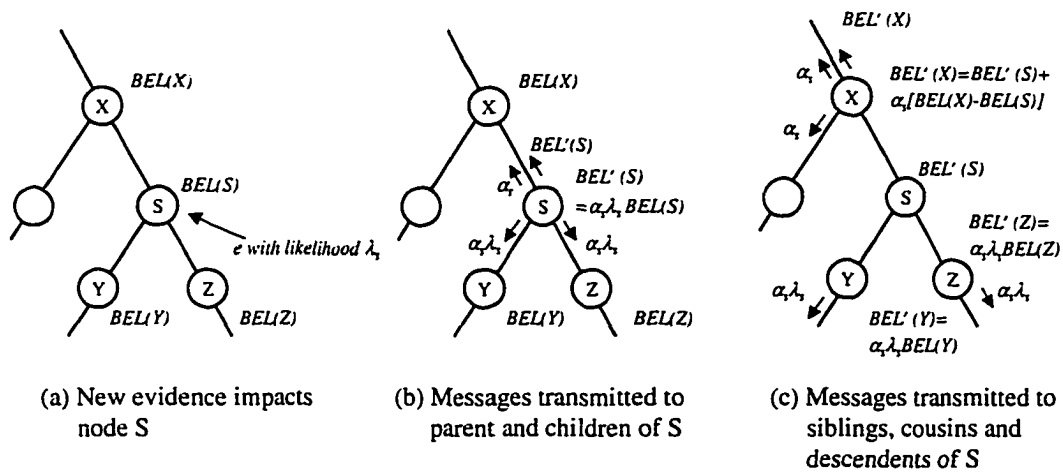 BEL(X)
X
BEL(S)
S
e with likelihood λₛ
Y
Z
BEL(Y)
BEL(Z)
(a) New evidence impacts
node S
BEL(X)
X
BEL'(S)
αₛ
BEL'(S)
=αₛλₛ BEL(S)
S
αₛλₛ
αₛλₛ
Y
Z
BEL(Y)
BEL(Z)
(b) Messages transmitted to
parent and children of S
BEL'(X)
αₛ
X
BEL'(X)=BEL'(S)+
αₛ[BEL(X)-BEL(S)]
αₛ
BEL'(S)
S
BEL'(Z)=
αₛλₛBEL(Z)
Y
Z
αₛλₛ
αₛλₛ
BEL'(Y)=
αₛλₛBEL(Y)
(c) Messages transmitted to
siblings, cousins and
descendents of S